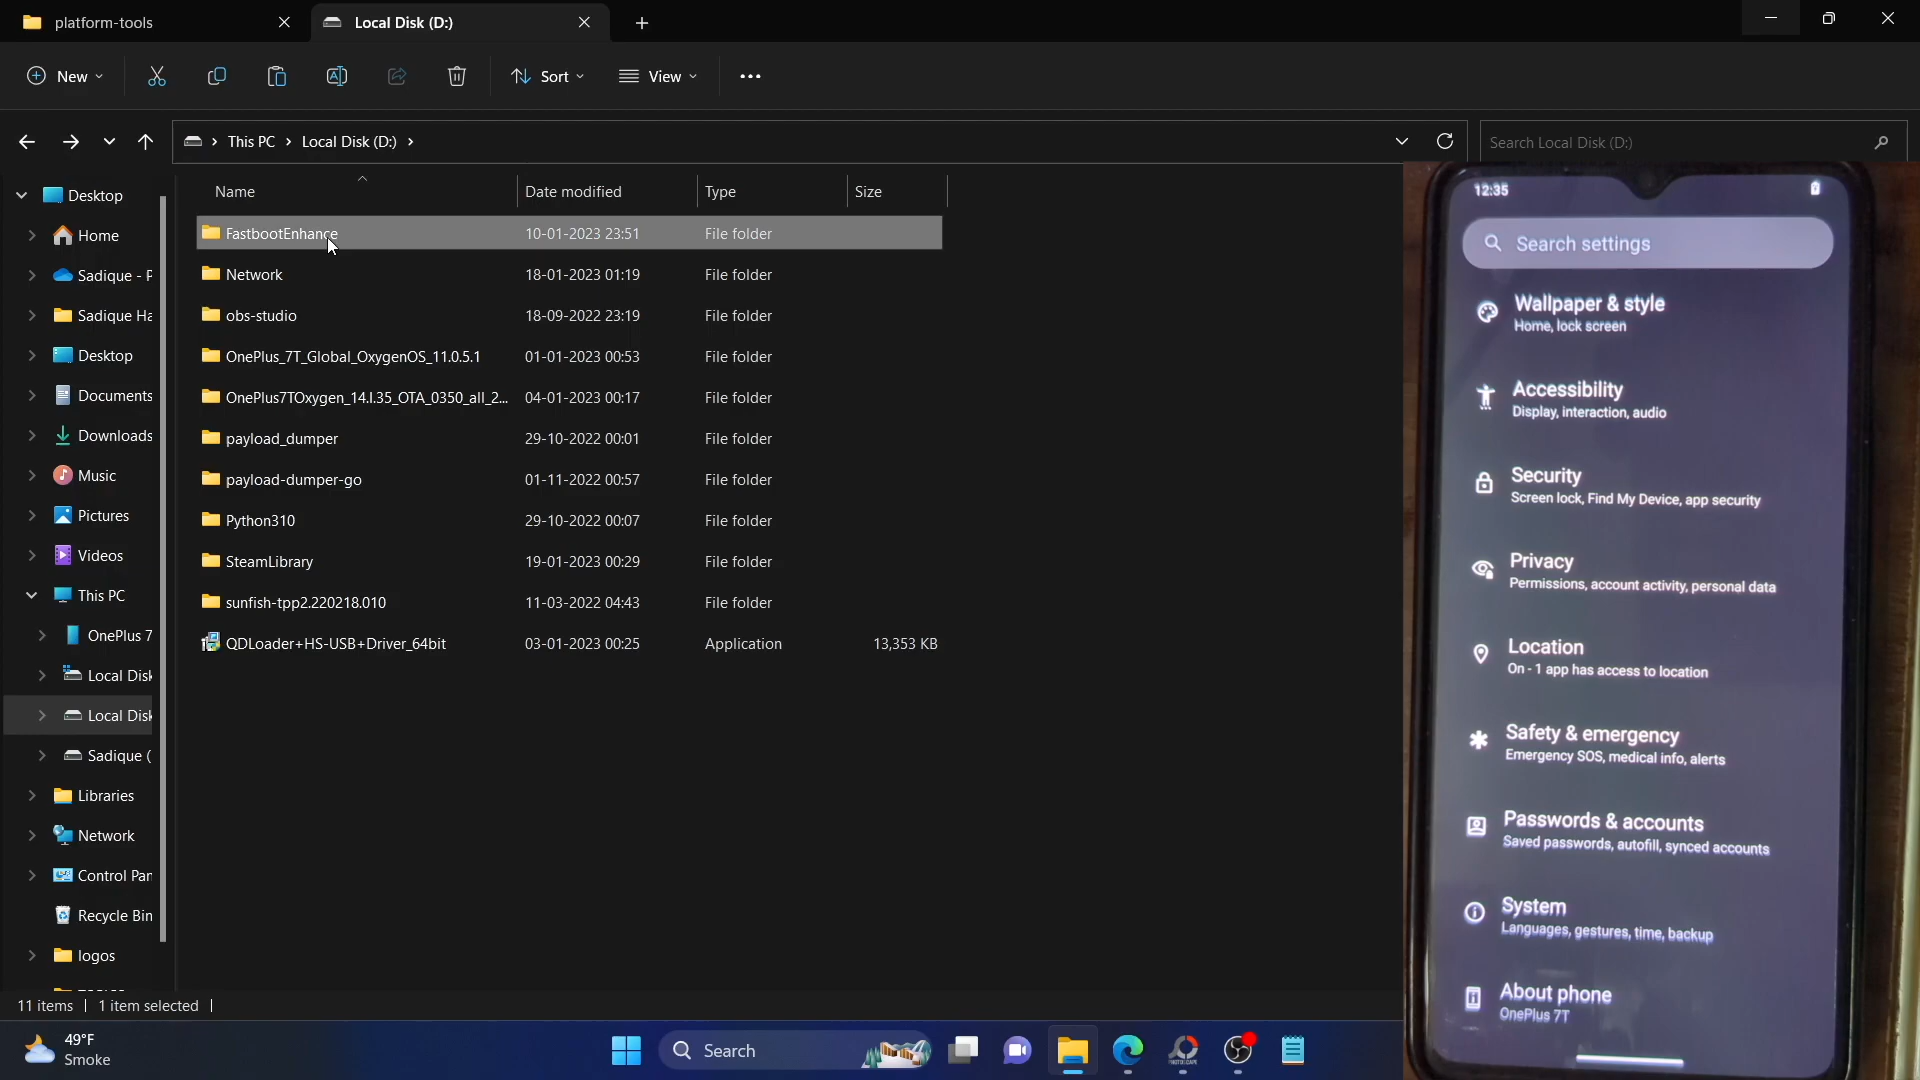 platform-tools
Local Disk (D:)
New
Sort
View
This PC
Local Disk (D:)
Search Local Disk (D:)
Name
Date modified
Type
Size
FastbootEnhance 10-01-2023 23:51 File folder
Network 18-01-2023 01:19 File folder
obs-studio 18-09-2022 23:19 File folder
OnePlus_7T_Global_OxygenOS_11.0.5.1 01-01-2023 00:53 File folder
OnePlus7TOxygen_14.I.35_OTA_0350_all_2... 04-01-2023 00:17 File folder
payload_dumper 29-10-2022 00:01 File folder
payload-dumper-go 01-11-2022 00:57 File folder
Python310 29-10-2022 00:07 File folder
SteamLibrary 19-01-2023 00:29 File folder
sunfish-tpp2.220218.010 11-03-2022 04:43 File folder
QDLoader+HS-USB+Driver_64bit 03-01-2023 00:25 Application 13,353 KB
Desktop
Home
Sadique - P
Sadique Ha
Desktop
Documents
Downloads
Music
Pictures
Videos
This PC
OnePlus 7
Local Disk
Local Disk
Sadique (
Libraries
Network
Control Pan
Recycle Bin
logos
11 items
1 item selected
49°F
Smoke
Search
12:35
Search settings
Wallpaper & style
Home, lock screen
Accessibility
Display, interaction, audio
Security
Screen lock, Find My Device, app security
Privacy
Permissions, account activity, personal data
Location
On - 1 app has access to location
Safety & emergency
Emergency SOS, medical info, alerts
Passwords & accounts
Saved passwords, autofill, synced accounts
System
Languages, gestures, time, backup
About phone
OnePlus 7T